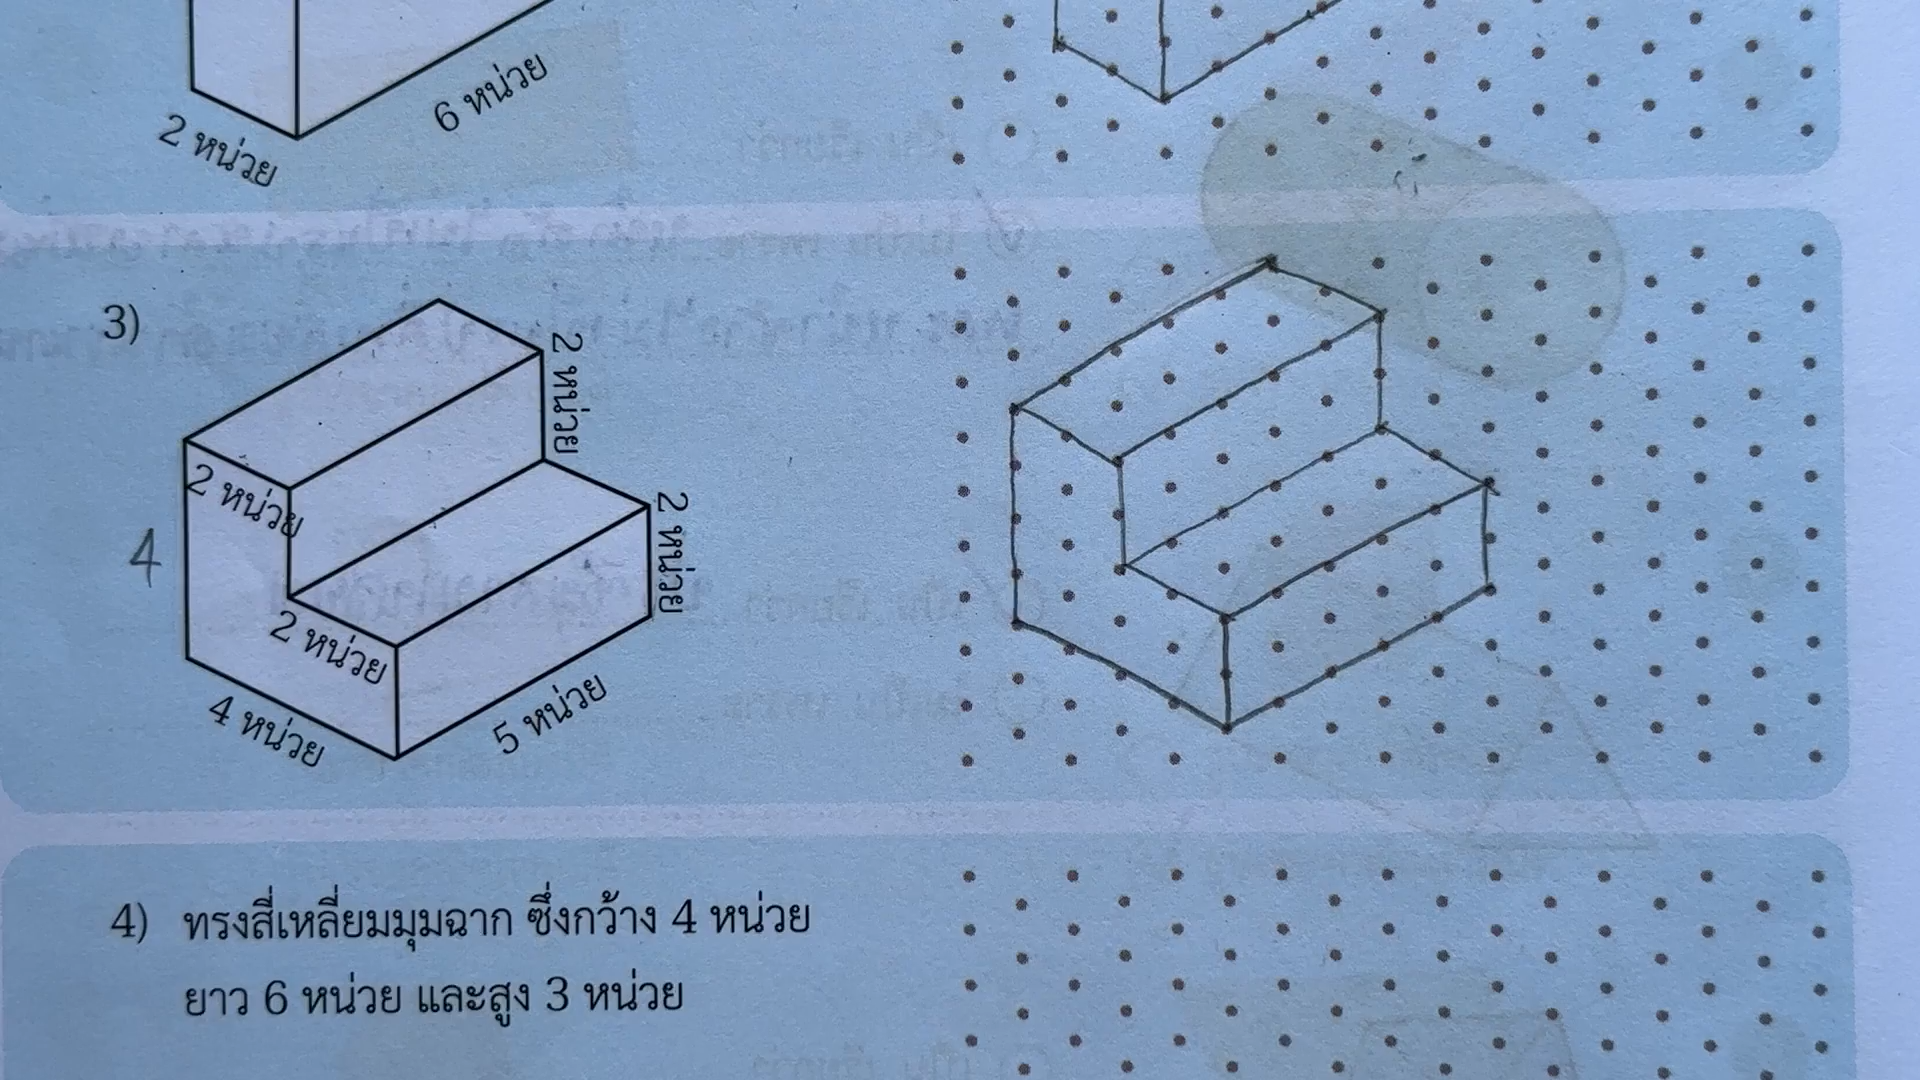 2 หน่วย
6 หน่วย
3)
2 หน่วย
2 หน่วย
4
2 หน่วย
2 หน่วย
4 หน่วย
5 หน่วย
4) ทรงสี่เหลี่ยมมุมฉาก ซึ่งกว้าง 4 หน่วย
ยาว 6 หน่วย และสูง 3 หน่วย